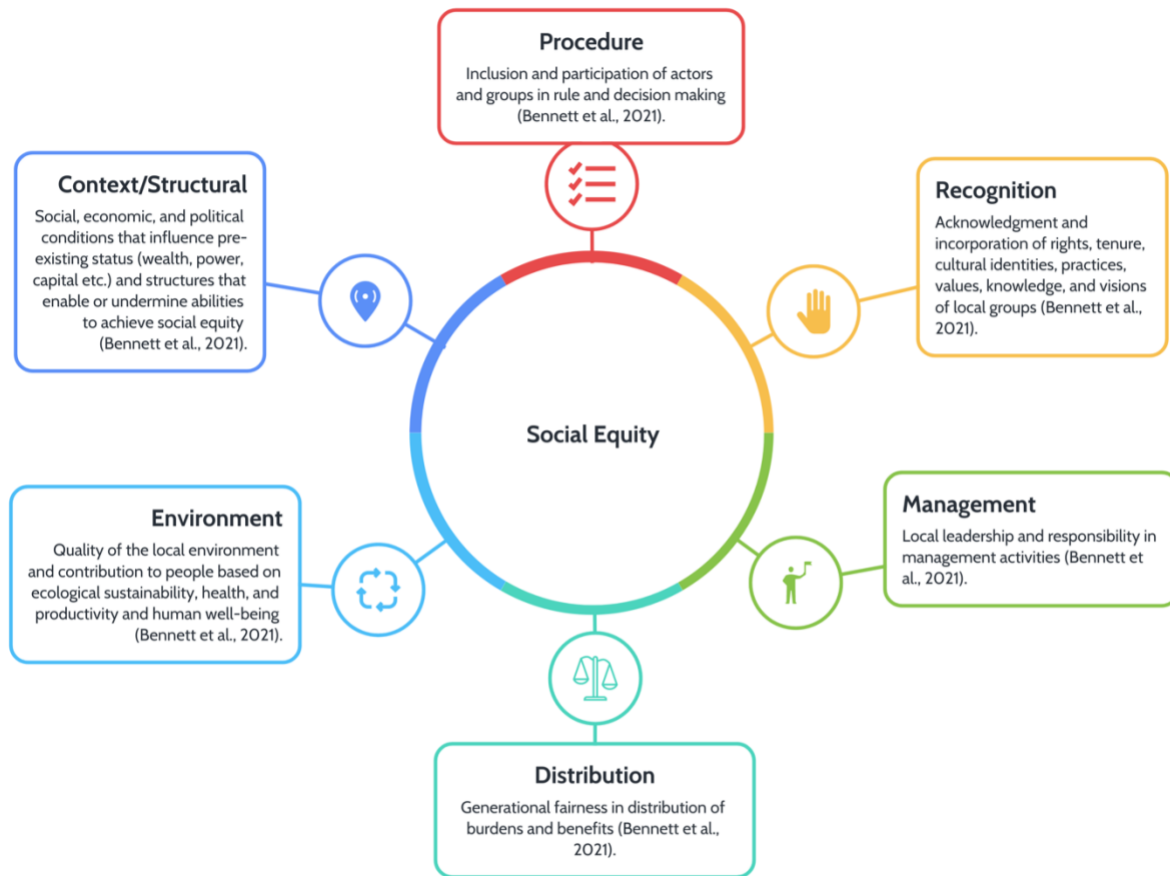 Procedure
Inclusion and participation of actors
and groups in rule and decision making
(Bennett et al., 2021).
Context/Structural
Social, economic, and political
conditions that influence pre-
existing status (wealth, power,
capital etc.) and structures that
enable or undermine abilities
to achieve social equity
(Bennett et al., 2021).
Recognition
Acknowledgment and
incorporation of rights, tenure,
cultural identities, practices,
values, knowledge, and visions
of local groups (Bennett et al.,
2021).
Social Equity
Environment
Quality of the local environment
and contribution to people based on
ecological sustainability, health, and
productivity and human well-being
(Bennett et al., 2021).
Management
Local leadership and responsibility in
management activities (Bennett et
al., 2021).
Distribution
Generational fairness in distribution of
burdens and benefits (Bennett et al.,
2021).